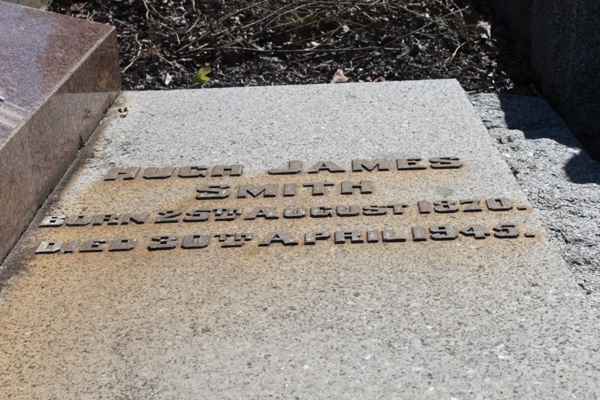 HUGH JAMES
SMITH
BORN 25TH AUGUST 1870.
DIED 30TH APRIL 1945.